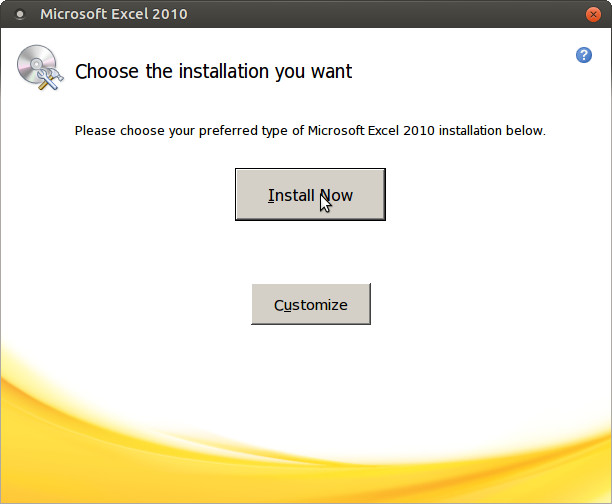 Microsoft Excel 2010
Choose the installation you want
?
Please choose your preferred type of Microsoft Excel 2010 installation below.
Install Now
Customize